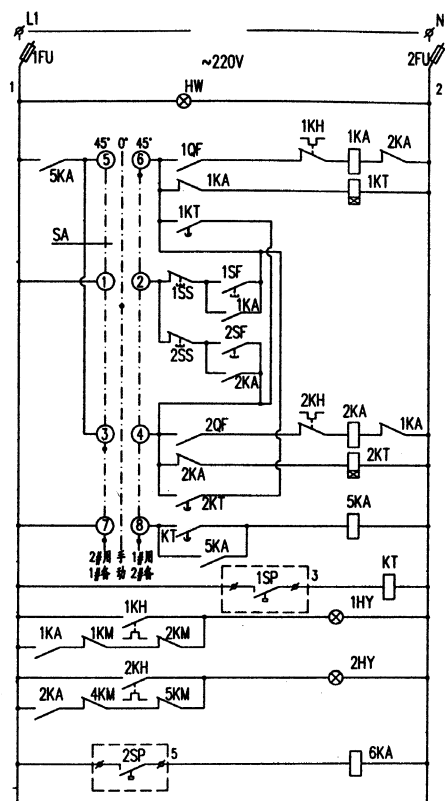 L1 N
1FU ~220V 2FU
1 HW 2
45° 0° 45°
5 6 1QF 1KH 1KA 2KA
5KA 1KA 1KT
1KT
SA
1 2 1SS 1SF
1KA
2SS 2SF
2KA
3 4 2QF 2KH 2KA 1KA
2KA 2KT
2KT
7 8 KT 5KA
5KA
2#用 手 1#用
1#备 动 2#备
1SP 3 KT
1KH 1HY
1KA 1KM 2KM
2KH 2HY
2KA 4KM 5KM
2SP 5 6KA